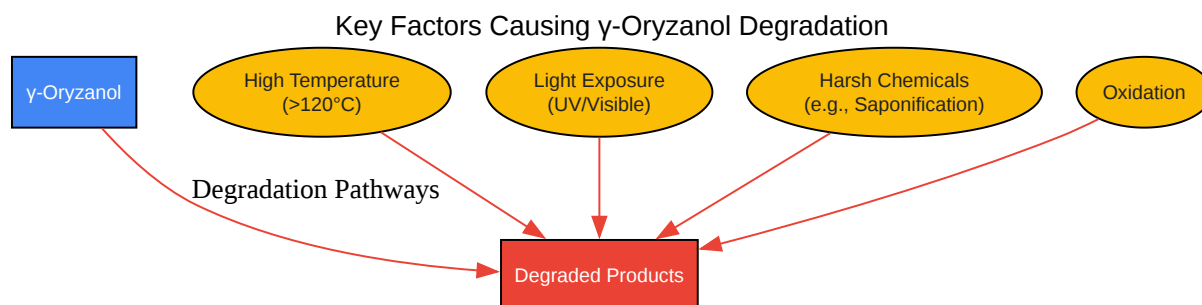 Key Factors Causing γ-Oryzanol Degradation
γ-Oryzanol
High Temperature
(>120°C)
Light Exposure
(UV/Visible)
Harsh Chemicals
(e.g., Saponification)
Oxidation
Degradation Pathways
Degraded Products